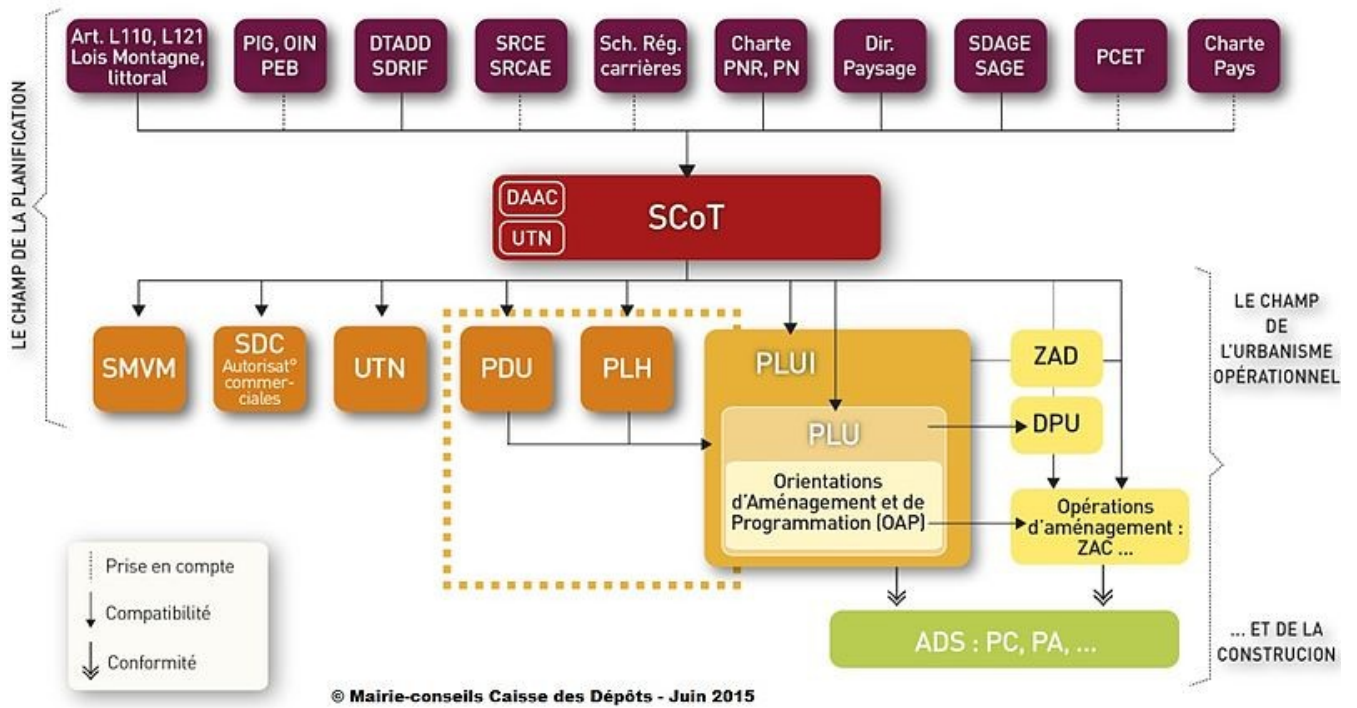 LE CHAMP DE LA PLANIFICATION
Art. L110, L121
Lois Montagne,
littoral
PIG, OIN
PEB
DTADD
SDRIF
SRCE
SRCAE
Sch. Rég.
carrières
Charte
PNR, PN
Dir.
Paysage
SDAGE
SAGE
PCET
Charte
Pays
DAAC
UTN
SCoT
SMVM
SDC
Autorisat°
commer-
ciales
UTN
PDU
PLH
PLUI
PLU
Orientations
d'Aménagement et de
Programmation (OAP)
ZAD
DPU
Opérations
d'aménagement :
ZAC ...
ADS : PC, PA, ...
LE CHAMP
DE
L'URBANISME
OPÉRATIONNEL
... ET DE LA
CONSTRUCION
Prise en compte
Compatibilité
Conformité
© Mairie-conseils Caisse des Dépôts - Juin 2015